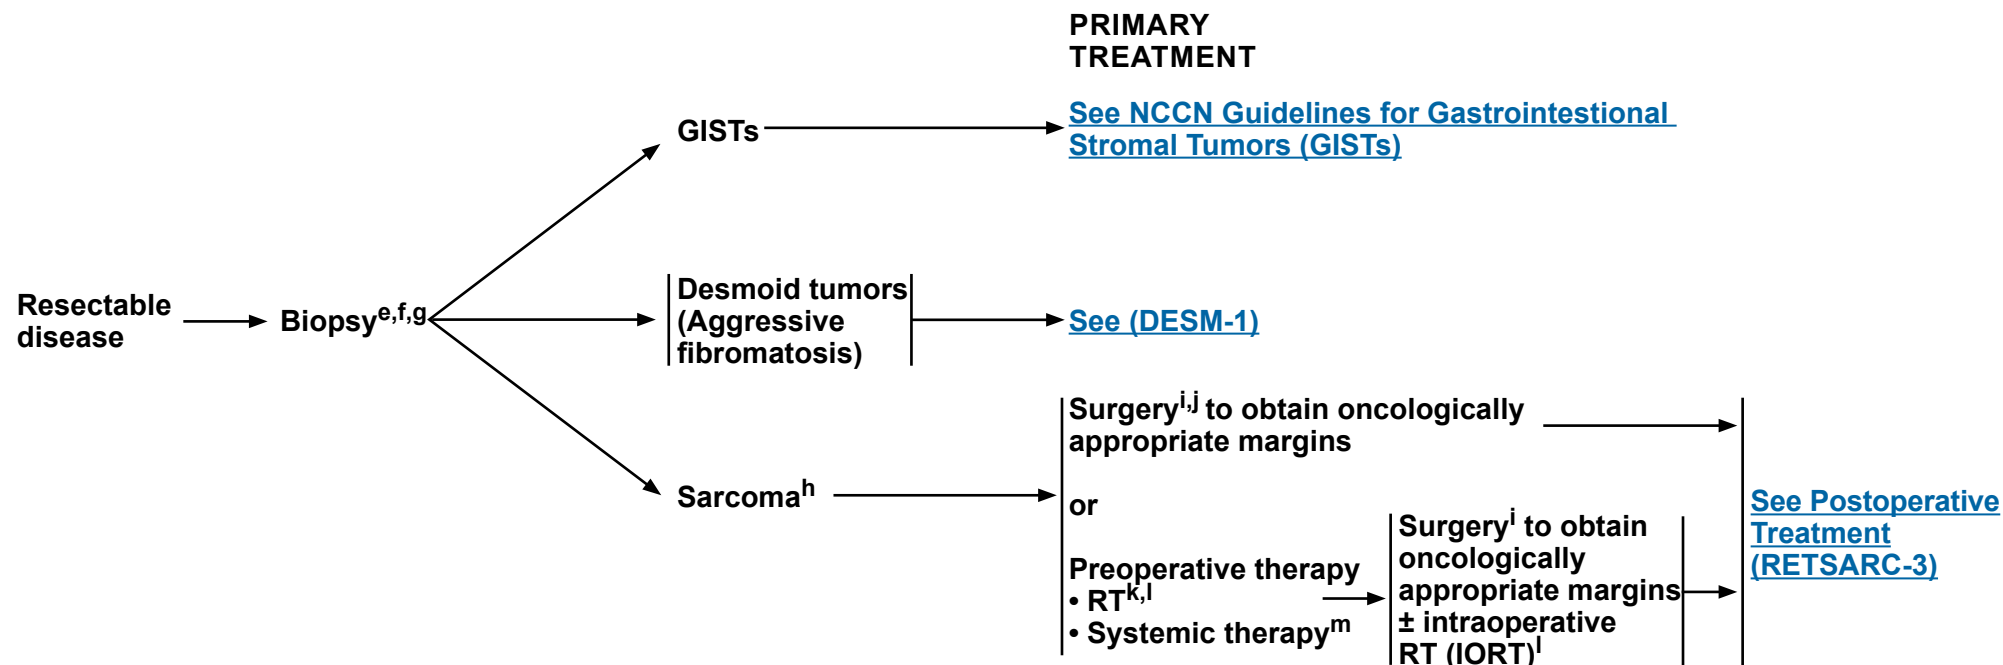 PRIMARY
TREATMENT
GISTs
See NCCN Guidelines for Gastrointestional
Stromal Tumors (GISTs)
Resectable
disease
Biopsye,f,g
Desmoid tumors
(Aggressive
fibromatosis)
See (DESM-1)
Sarcomah
Surgeryi,j to obtain oncologically
appropriate margins
or
Preoperative therapy
• RTk,l
• Systemic therapym
Surgeryi to obtain
oncologically
appropriate margins
± intraoperative
RT (IORT)l
See Postoperative
Treatment
(RETSARC-3)